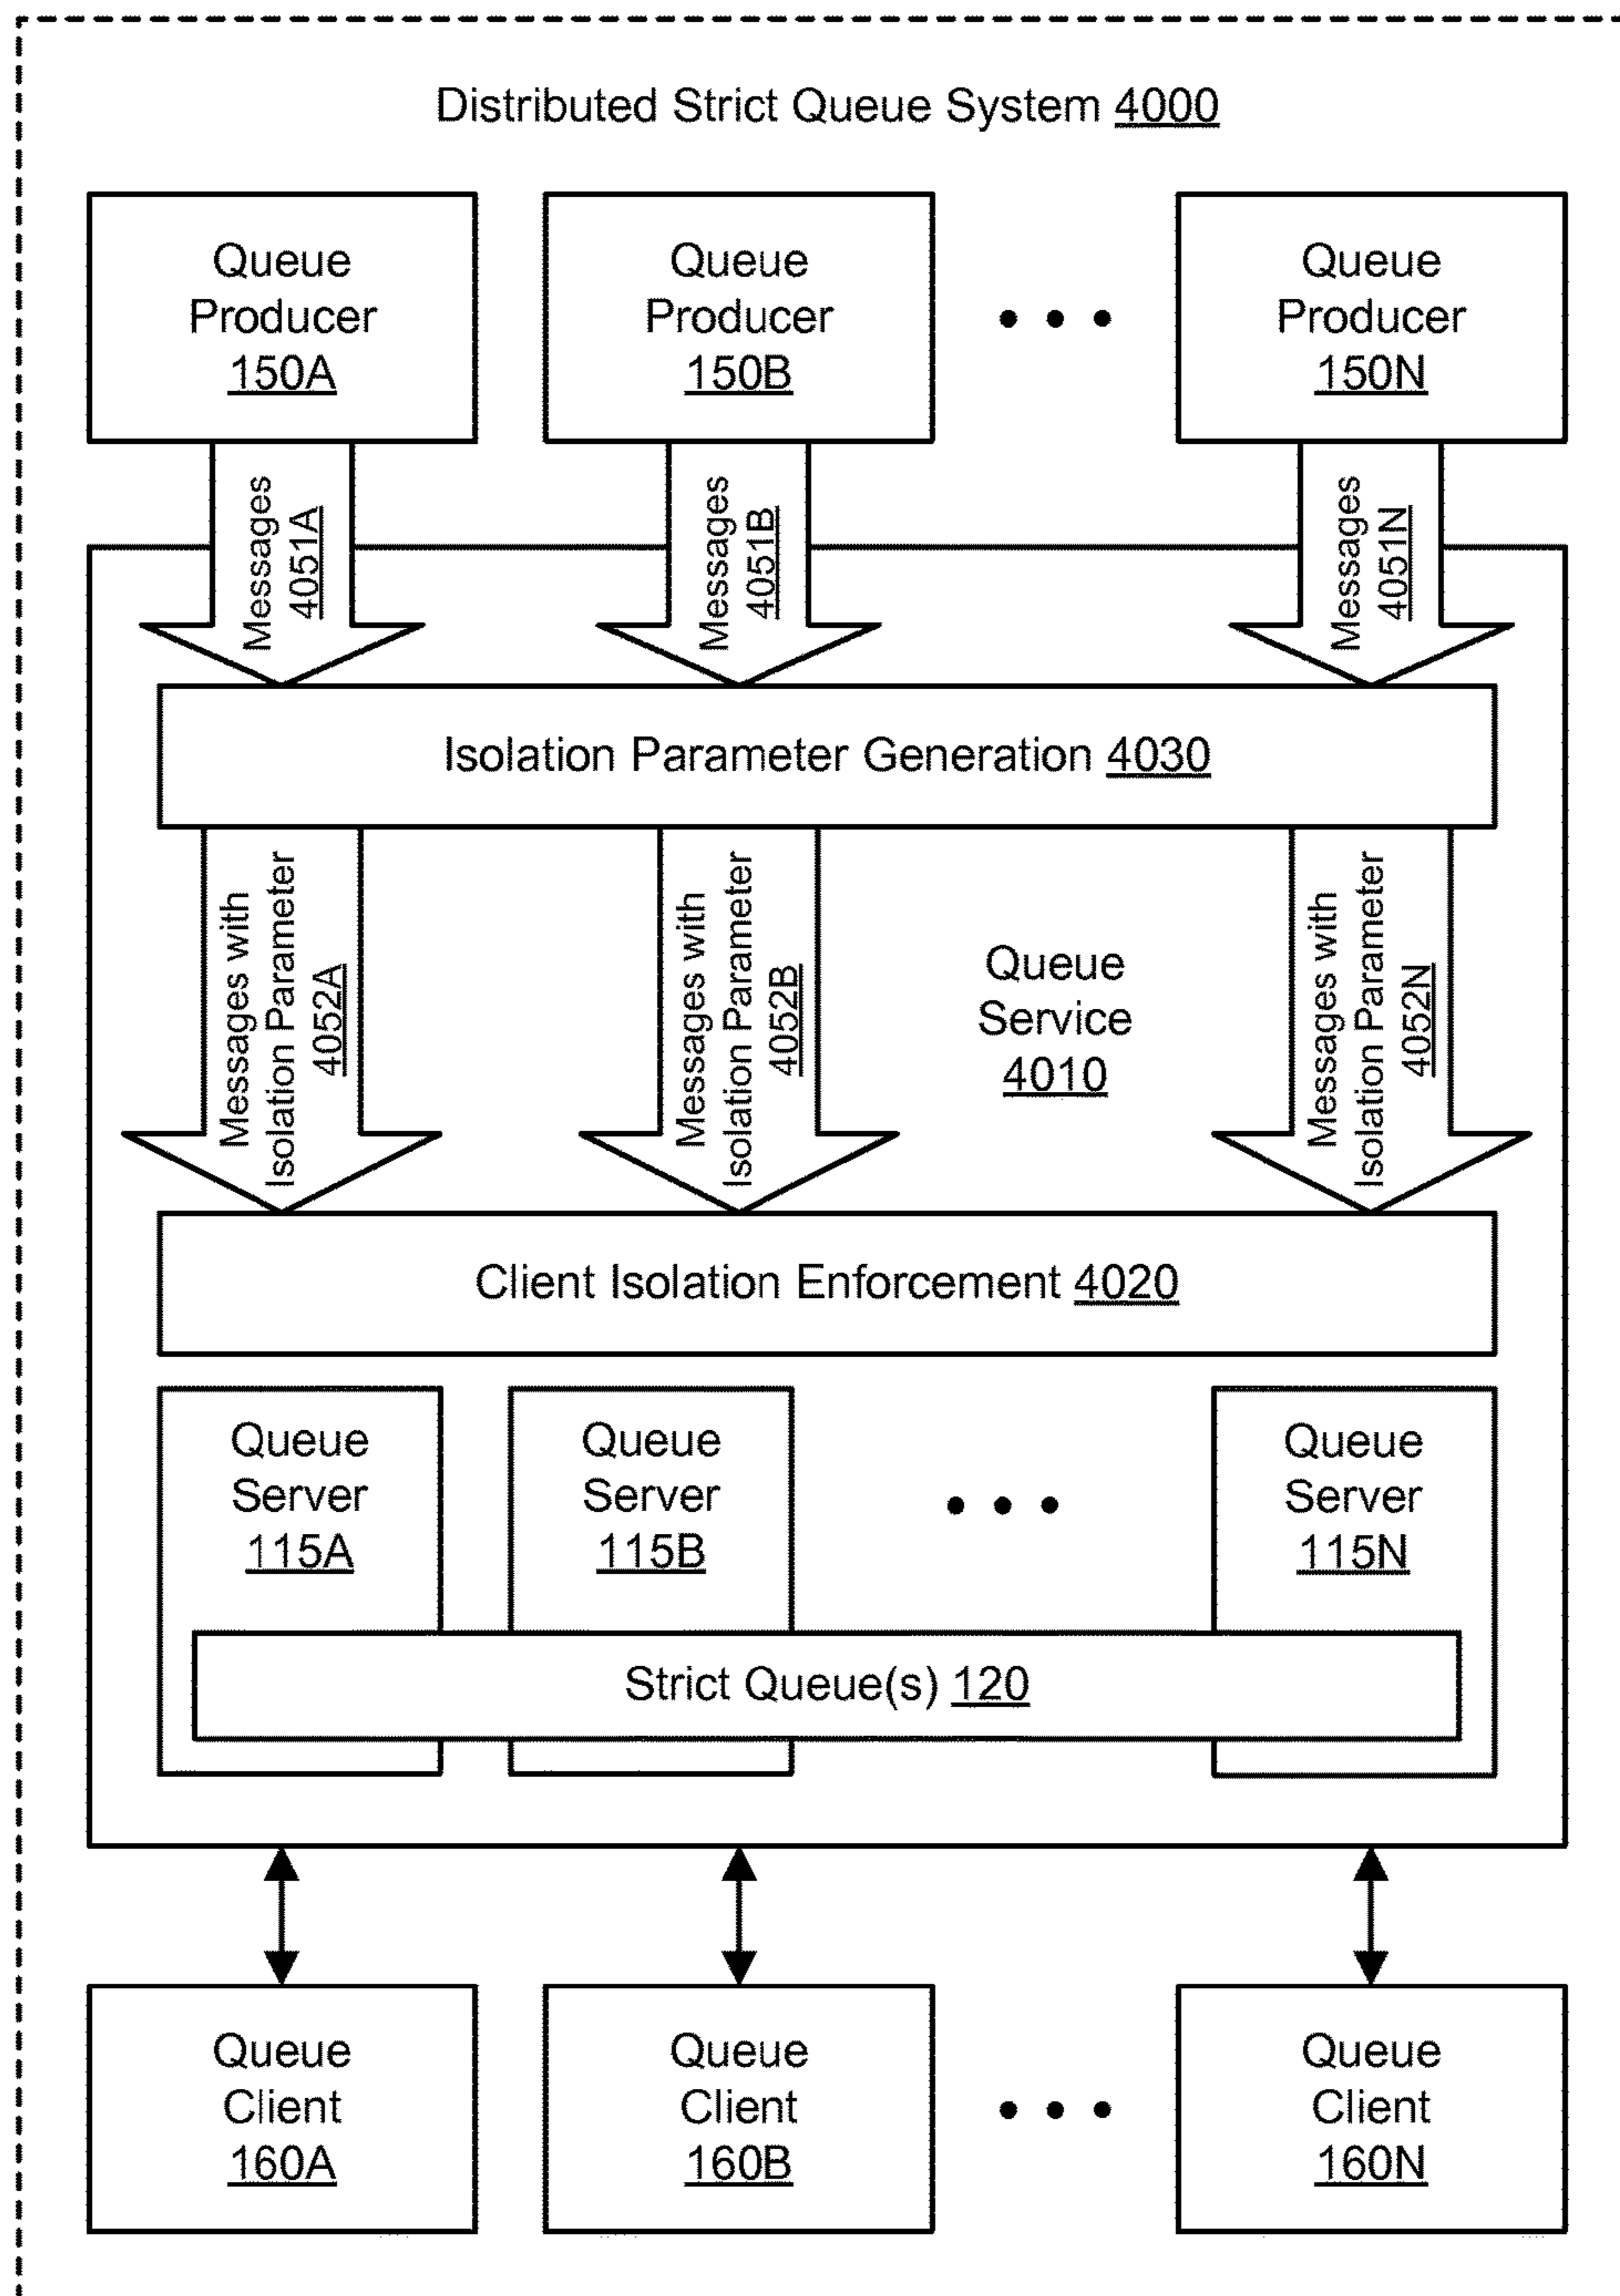 Distributed Strict Queue System 4000
Queue
Producer
150A
Queue
Producer
150B
Queue
Producer
150N
Messages
4051A
Messages
4051B
Messages
4051N
Isolation Parameter Generation 4030
Messages with
Isolation Parameter
4052A
Messages with
Isolation Parameter
4052B
Queue
Service
4010
Messages with
Isolation Parameter
4052N
Client Isolation Enforcement 4020
Queue
Server
115A
Queue
Server
115B
Queue
Server
115N
Strict Queue(s) 120
Queue
Client
160A
Queue
Client
160B
Queue
Client
160N